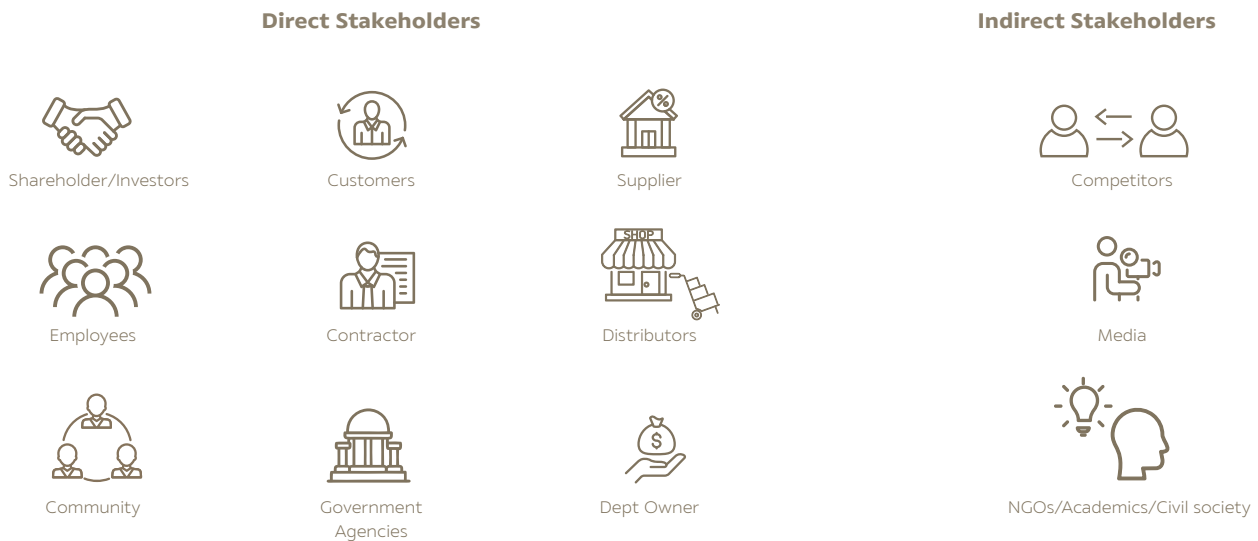 Direct Stakeholders
Indirect Stakeholders
Shareholder/Investors
Customers
Supplier
Competitors
SHOP
Employees
Contractor
Distributors
Media
Community
Government
Agencies
Dept Owner
NGOs/Academics/Civil society
%
$